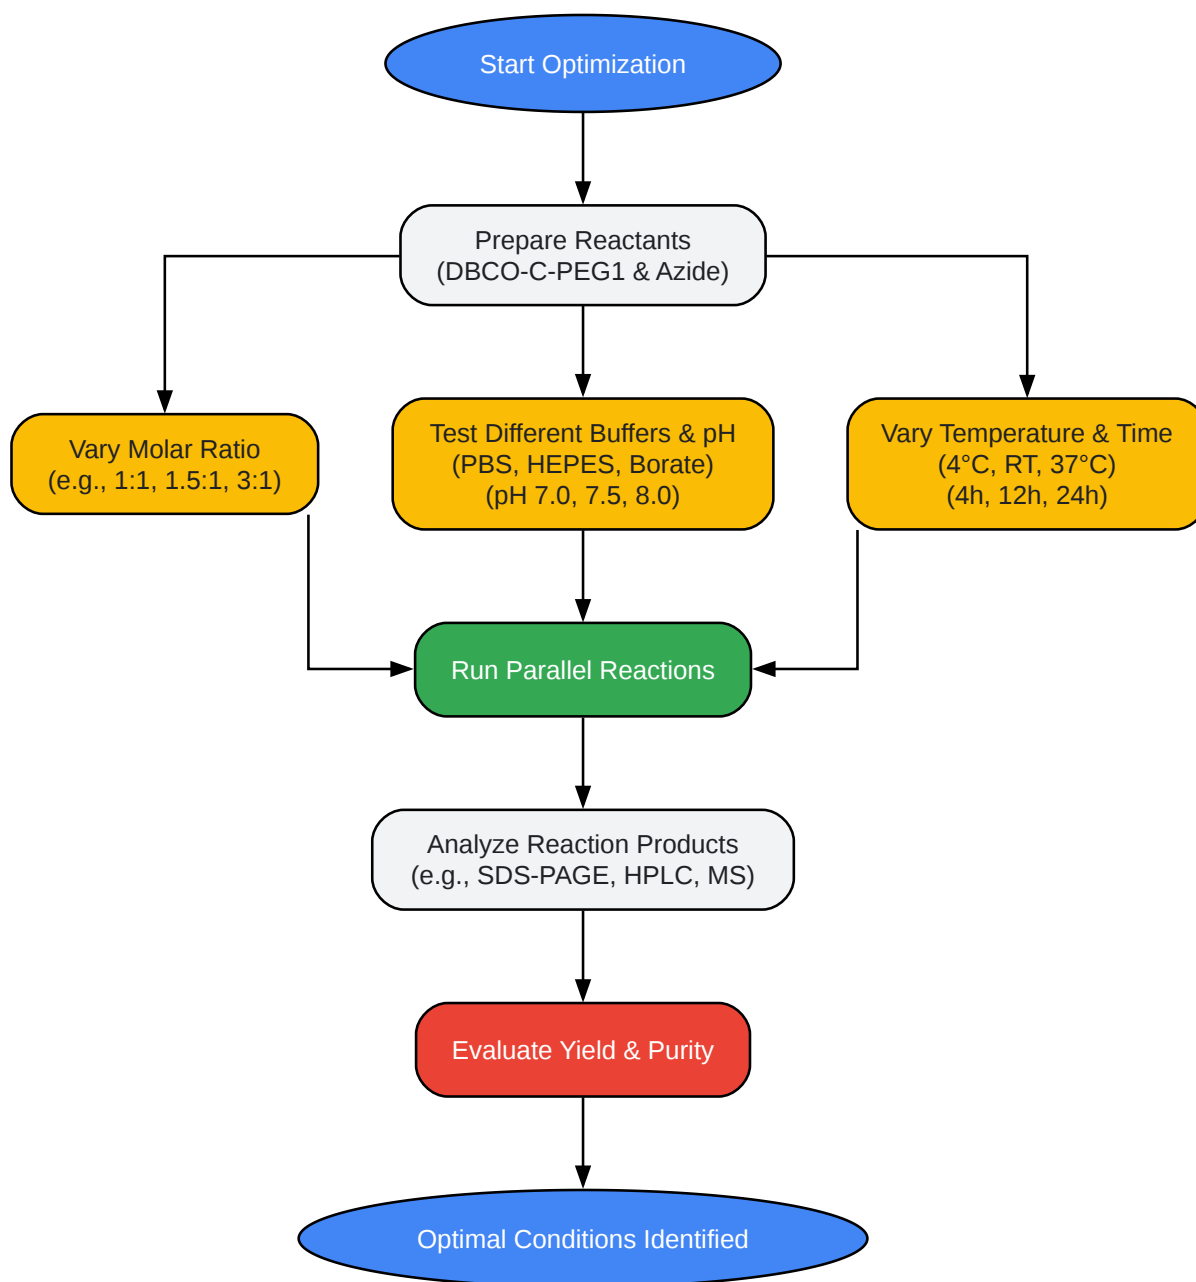 Start Optimization
Prepare Reactants
(DBCO-C-PEG1 & Azide)
Vary Molar Ratio
(e.g., 1:1, 1.5:1, 3:1)
Test Different Buffers & pH
(PBS, HEPES, Borate)
(pH 7.0, 7.5, 8.0)
Vary Temperature & Time
(4°C, RT, 37°C)
(4h, 12h, 24h)
Run Parallel Reactions
Analyze Reaction Products
(e.g., SDS-PAGE, HPLC, MS)
Evaluate Yield & Purity
Optimal Conditions Identified